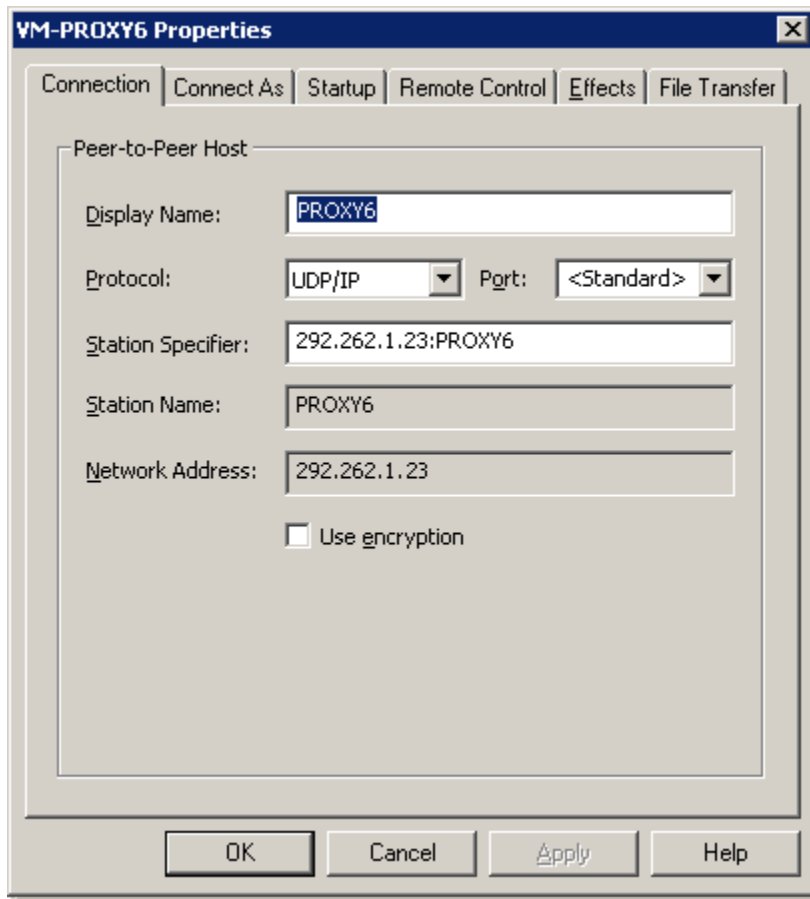 VM-PROXY6 Properties
Connection Connect As Startup Remote Control Effects File Transfer
Peer-to-Peer Host
Display Name: PROXY6
Protocol: UDP/IP Port: <Standard>
Station Specifier: 292.262.1.23:PROXY6
Station Name: PROXY6
Network Address: 292.262.1.23
Use encryption
OK Cancel Apply Help